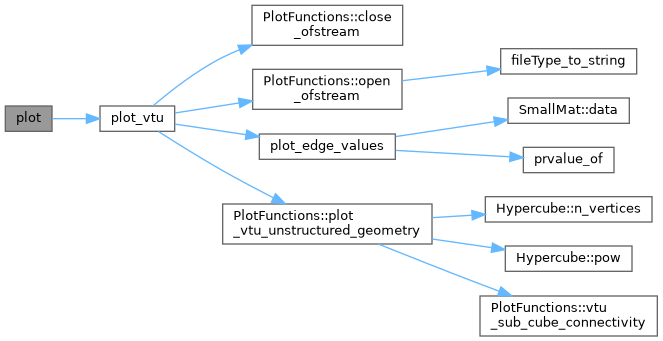 plot
plot_vtu
PlotFunctions::close
_ofstream
PlotFunctions::open
_ofstream
plot_edge_values
PlotFunctions::plot
_vtu_unstructured_geometry
fileType_to_string
SmallMat::data
prvalue_of
Hypercube::n_vertices
Hypercube::pow
PlotFunctions::vtu
_sub_cube_connectivity